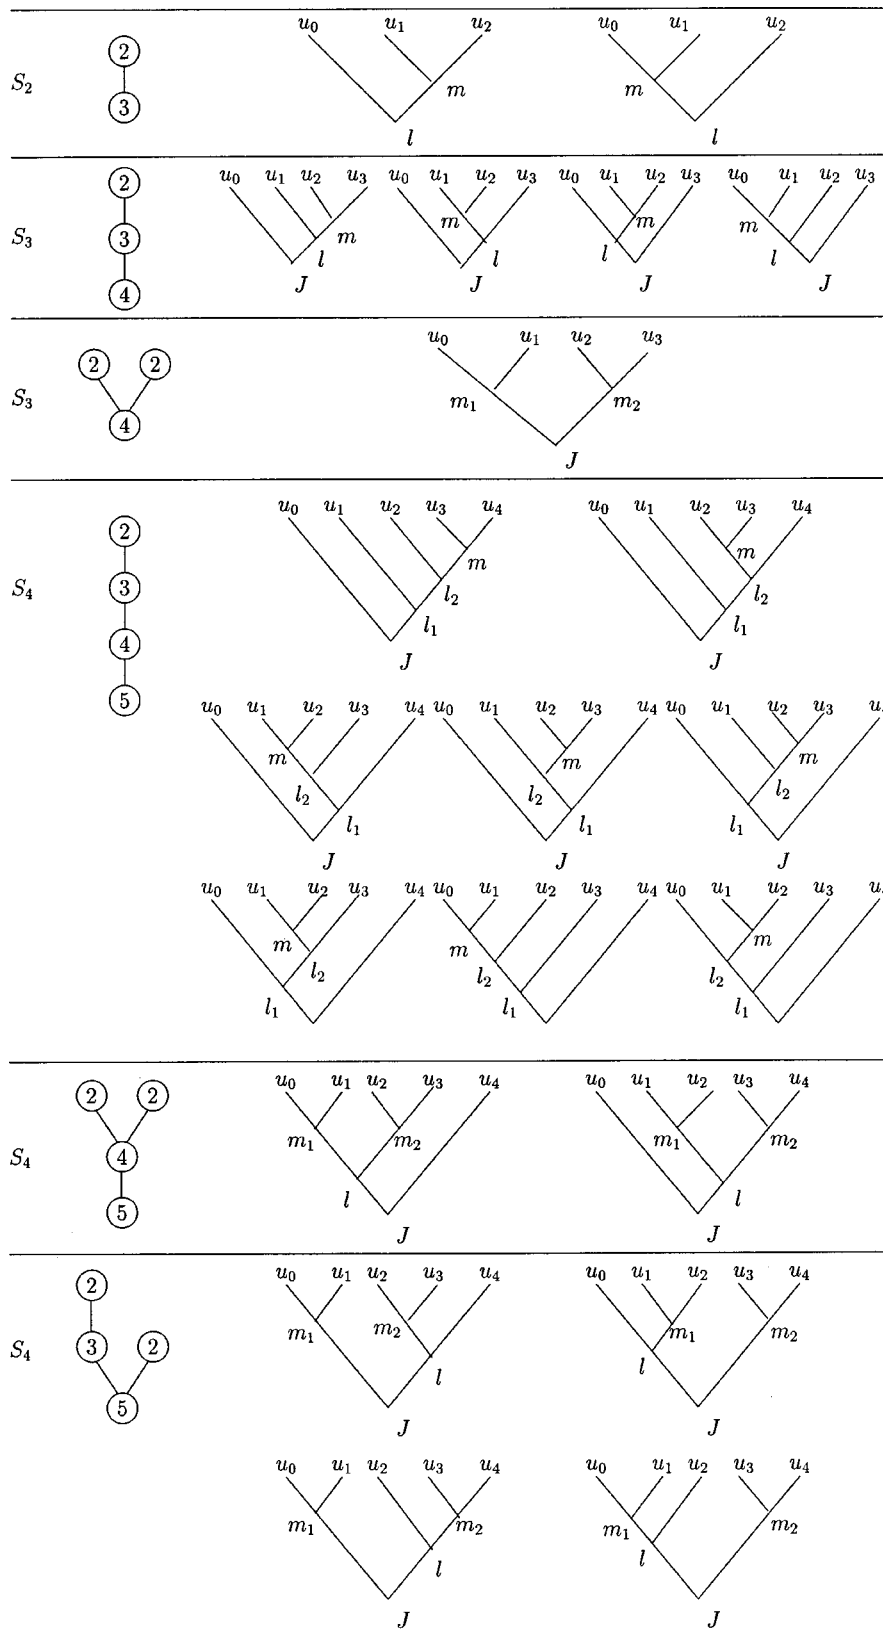 u0 u1 u2 u0 u1 u2
2
S2 m m
3
l l
2 u0 u1 u2 u3 u0 u1 u2 u3 u0 u1 u2 u3 u0 u1 u2 u3
S3 3 m m m m
l l l l
4 J J J J
u0 u1 u2 u3
2 2
S3 m1 m2
4
J
u0 u1 u2 u3 u4 u0 u1 u2 u3 u4
2
m m
S4 3 l2 l2
l1 l1
4 J J
5 u0 u1 u2 u3 u4 u0 u1 u2 u3 u4 u0 u1 u2 u3
m m m
l2 l2 l2
l1 l1 l1
J J J
u0 u1 u2 u3 u4 u0 u1 u2 u3 u4 u0 u1 u2 u3
m m m
l2 l2 l2
l1 l1 l1
u0 u1 u2 u3 u4 u0 u1 u2 u3 u4
2 2
m1 m2 m1 m2
S4 4
l l
5
J J
2 u0 u1 u2 u3 u4 u0 u1 u2 u3 u4
m1 m2 m1 m2
S4 3 2
l l
5
J J
u0 u1 u2 u3 u4 u0 u1 u2 u3 u4
m1 m2 m1 m2
l l
J J